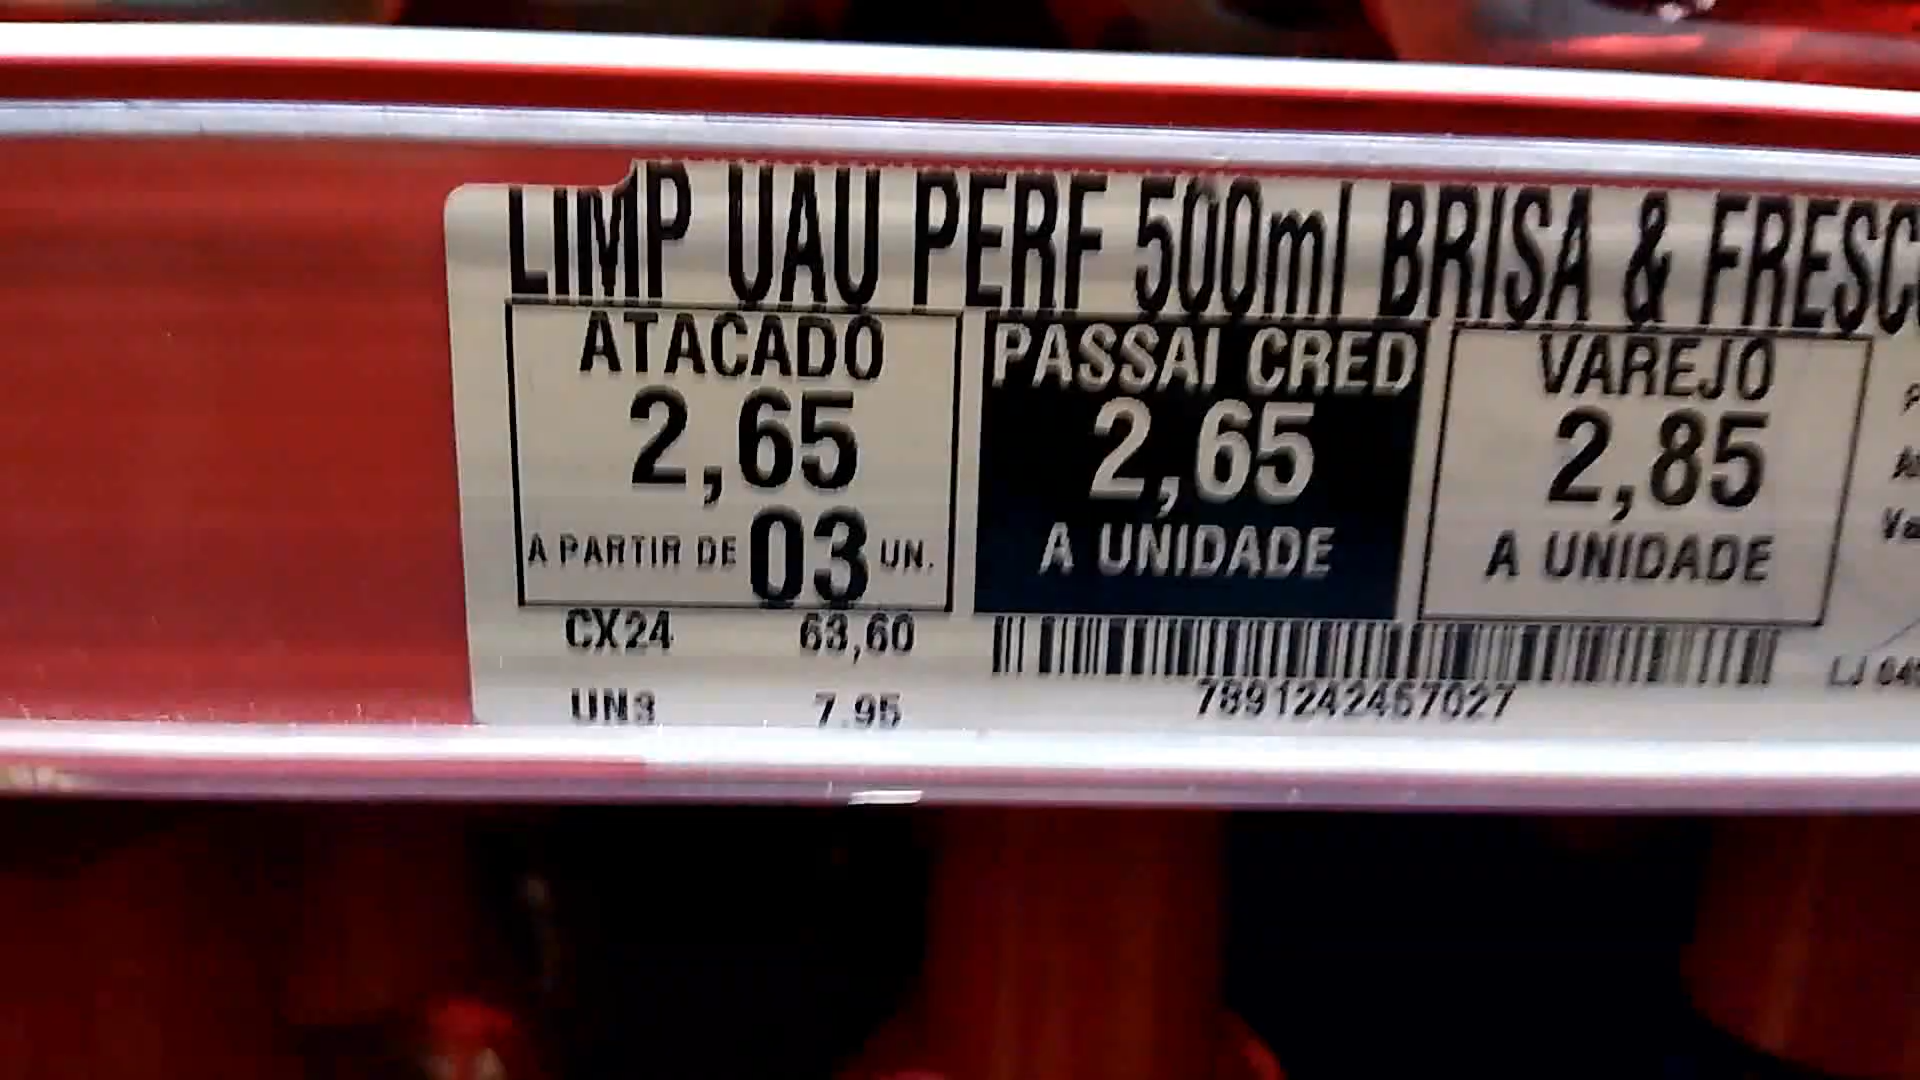 LIMP UAU PERF 500ml BRISA & FRESC
ATACADO
2,65
A PARTIR DE 03 UN.
PASSAI CRED
2,65
A UNIDADE
VAREJO
2,85
A UNIDADE
CX24 63,60
UN3 7.95
7891242457027
LJ